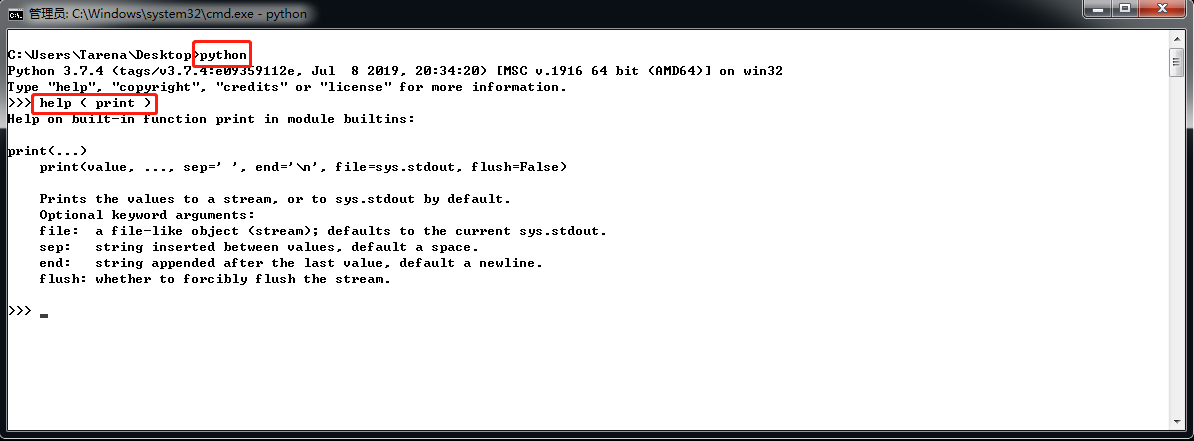 管理员: C:\Windows\system32\cmd.exe - python
C:\Users\Tarena\Desktop>python
Python 3.7.4 (tags/v3.7.4:e09359112e, Jul  8 2019, 20:34:20) [MSC v.1916 64 bit (AMD64)] on win32
Type "help", "copyright", "credits" or "license" for more information.
>>> help ( print )
Help on built-in function print in module builtins:
print(...)
    print(value, ..., sep=' ', end='\n', file=sys.stdout, flush=False)
    Prints the values to a stream, or to sys.stdout by default.
    Optional keyword arguments:
    file:  a file-like object (stream); defaults to the current sys.stdout.
    sep:   string inserted between values, default a space.
    end:   string appended after the last value, default a newline.
    flush: whether to forcibly flush the stream.
>>> _